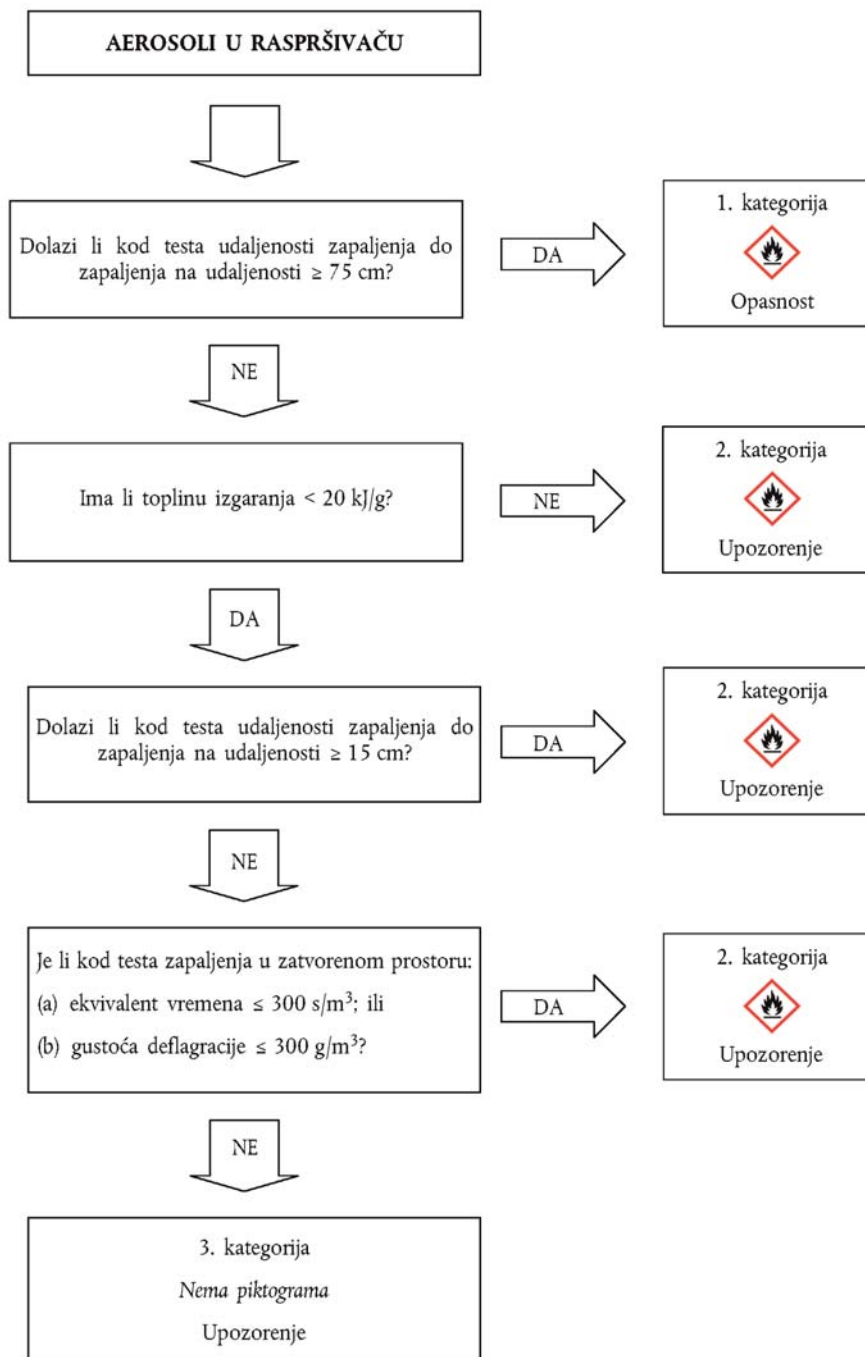 AEROSOLI U RASPRŠIVAČU
Dolazi li kod testa udaljenosti zapaljenja do
zapaljenja na udaljenosti ≥ 75 cm?
DA
1. kategorija
Opasnost
NE
Ima li toplinu izgaranja < 20 kJ/g?
NE
2. kategorija
Upozorenje
DA
Dolazi li kod testa udaljenosti zapaljenja do
zapaljenja na udaljenosti ≥ 15 cm?
DA
2. kategorija
Upozorenje
NE
Je li kod testa zapaljenja u zatvorenom prostoru:
(a) ekvivalent vremena ≤ 300 s/m³; ili
(b) gustoća deflagracije ≤ 300 g/m³?
DA
2. kategorija
Upozorenje
NE
3. kategorija
Nema piktograma
Upozorenje